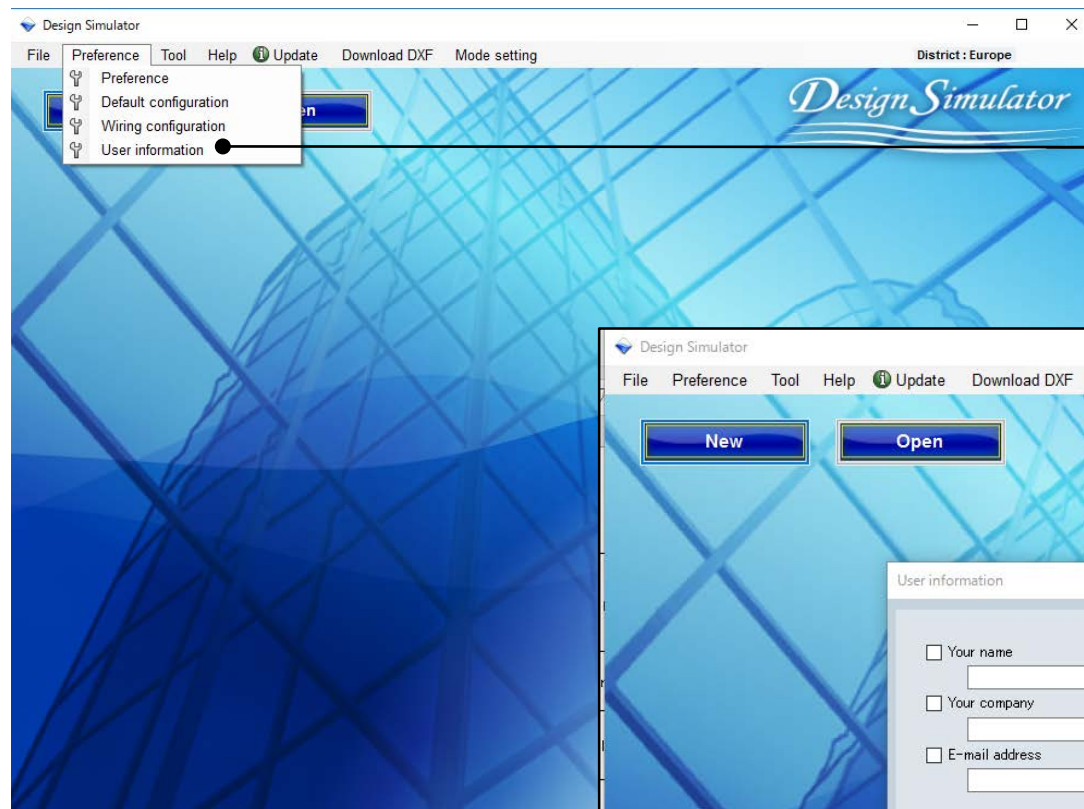 Design Simulator
File Preference Tool Help Update Download DXF Mode setting District : Europe
Preference
Default configuration
Wiring configuration
User information
Design Simulator
Design Simulator
File Preference Tool Help Update Download DXF
New Open
User information
Your name
Your company
E-mail address